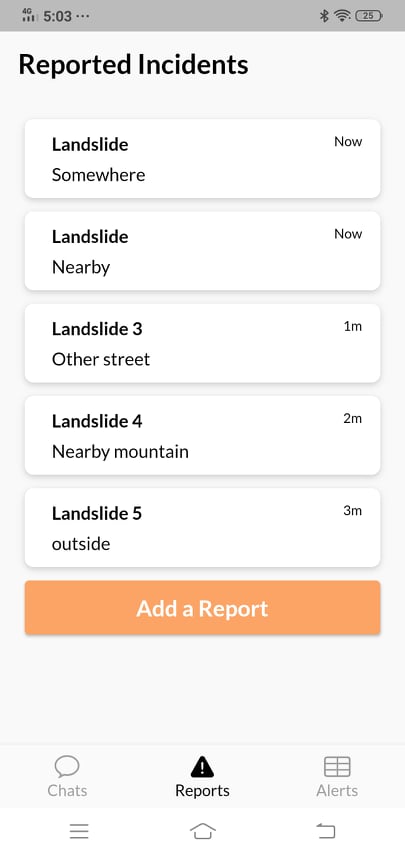 4G
5:03 ...
25
Reported Incidents
Landslide
Now
Somewhere
Landslide
Now
Nearby
Landslide 3
1m
Other street
Landslide 4
2m
Nearby mountain
Landslide 5
3m
outside
Add a Report
Chats
Reports
Alerts